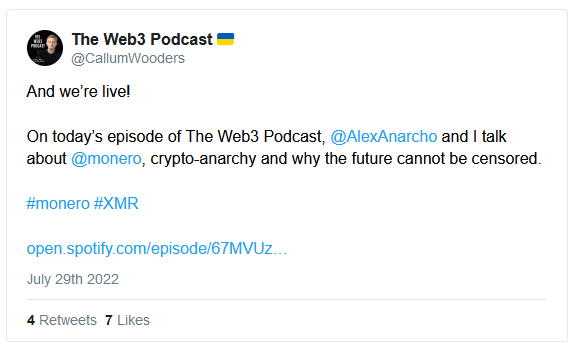 The Web3 Podcast 🇺🇦
@CallumWooders
And we’re live!
On today’s episode of The Web3 Podcast, @AlexAnarcho and I talk
about @monero, crypto-anarchy and why the future cannot be censored.
#monero #XMR
open.spotify.com/episode/67MVUz…
July 29th 2022
4 Retweets 7 Likes